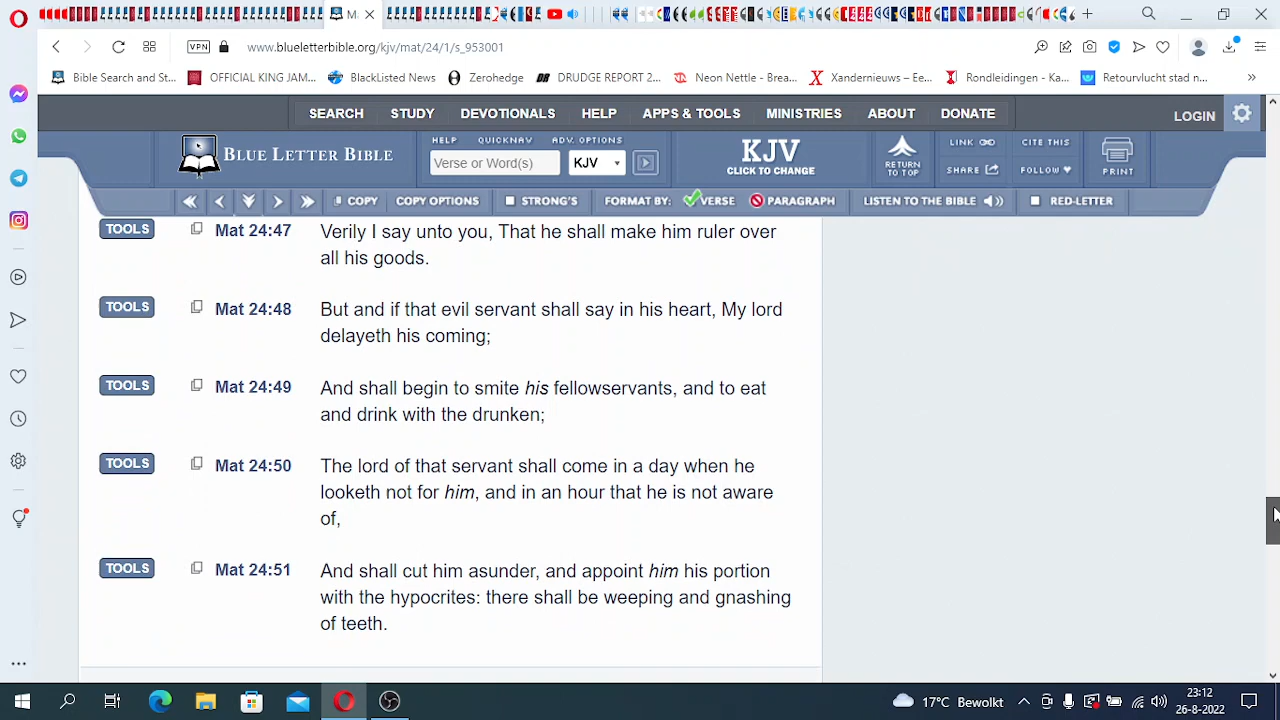 M
www.blueletterbible.org/kjv/mat/24/1/s_953001
VPN
Bible Search and St...
OFFICIAL KING JAM...
BlackListed News
Zerohedge
DRUDGE REPORT 2...
Neon Nettle - Brea...
Xandernieuws – Ee...
Rondleidingen - Ka...
Retourvlucht stad n...
SEARCH STUDY DEVOTIONALS HELP APPS & TOOLS MINISTRIES ABOUT DONATE
LOGIN
BLUE LETTER BIBLE
HELP QUICKNAV ADV. OPTIONS
Verse or Word(s)
KJV
KJV
CLICK TO CHANGE
RETURN
TO TOP
LINK
CITE THIS
SHARE
FOLLOW
PRINT
COPY
COPY OPTIONS
STRONG'S
FORMAT BY: VERSE PARAGRAPH
LISTEN TO THE BIBLE
RED-LETTER
TOOLS Mat 24:47 Verily I say unto you, That he shall make him ruler over
all his goods.
TOOLS Mat 24:48 But and if that evil servant shall say in his heart, My lord
delayeth his coming;
TOOLS Mat 24:49 And shall begin to smite his fellowservants, and to eat
and drink with the drunken;
TOOLS Mat 24:50 The lord of that servant shall come in a day when he
looketh not for him, and in an hour that he is not aware
of,
TOOLS Mat 24:51 And shall cut him asunder, and appoint him his portion
with the hypocrites: there shall be weeping and gnashing
of teeth.
17°C Bewolkt
23:12
26-8-2022